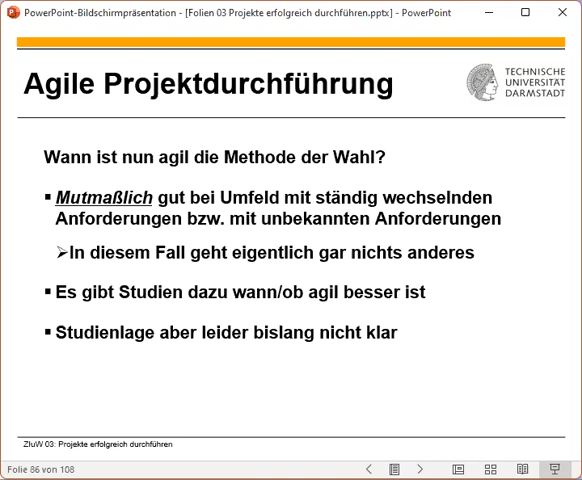 PowerPoint-Bildschirmpräsentation - [Folien 03 Projekte erfolgreich durchführen.pptx] - PowerPoint
Agile Projektdurchführung
TECHNISCHE
UNIVERSITÄT
DARMSTADT
Wann ist nun agil die Methode der Wahl?
▪ Mutmaßlich gut bei Umfeld mit ständig wechselnden
Anforderungen bzw. mit unbekannten Anforderungen
➢In diesem Fall geht eigentlich gar nichts anderes
▪ Es gibt Studien dazu wann/ob agil besser ist
▪ Studienlage aber leider bislang nicht klar
ZIuW 03: Projekte erfolgreich durchführen
Folie 86 von 108